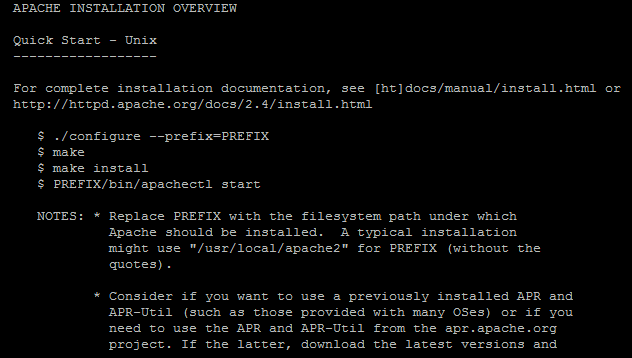 APACHE INSTALLATION OVERVIEW
Quick Start - Unix
------------------
For complete installation documentation, see [ht]docs/manual/install.html or
http://httpd.apache.org/docs/2.4/install.html
$ ./configure --prefix=PREFIX
$ make
$ make install
$ PREFIX/bin/apachectl start
NOTES: * Replace PREFIX with the filesystem path under which
Apache should be installed.  A typical installation
might use "/usr/local/apache2" for PREFIX (without the
quotes).
* Consider if you want to use a previously installed APR and
APR-Util (such as those provided with many OSes) or if you
need to use the APR and APR-Util from the apr.apache.org
project. If the latter, download the latest versions and